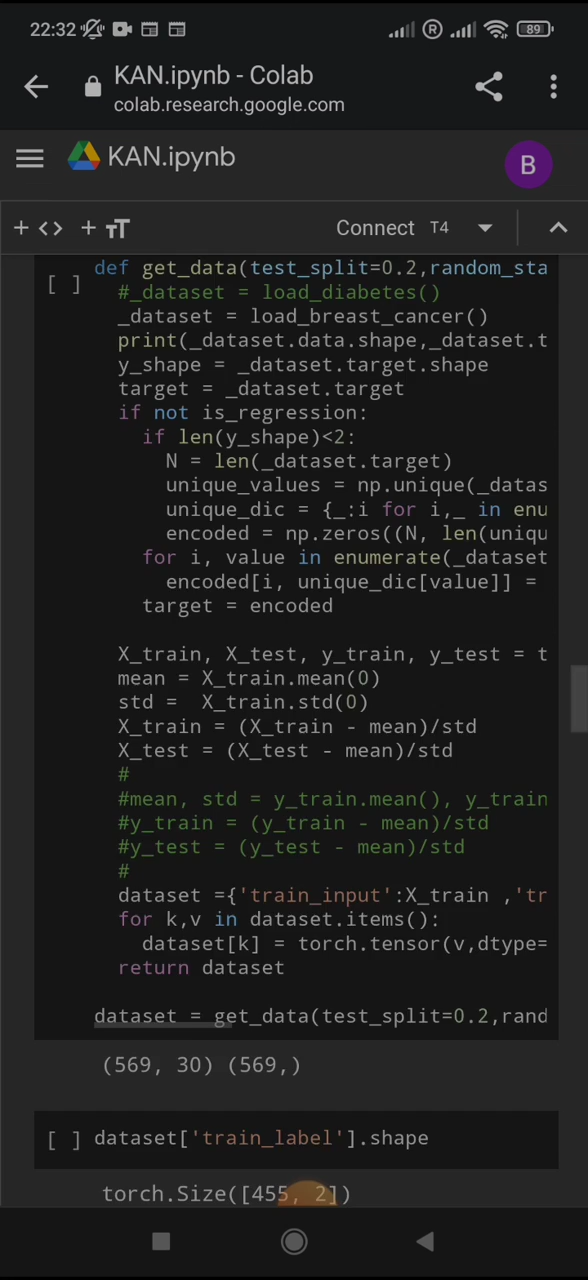 22:32 R 89
KAN.ipynb - Colab
colab.research.google.com
KAN.ipynb B
+ <> + TT Connect T4
[ ] def get_data(test_split=0.2,random_sta
#_dataset = load_diabetes()
_dataset = load_breast_cancer()
print(_dataset.data.shape,_dataset.t
y_shape = _dataset.target.shape
target = _dataset.target
if not is_regression:
if len(y_shape)<2:
N = len(_dataset.target)
unique_values = np.unique(_datas
unique_dic = {_:i for i,_ in enu
encoded = np.zeros((N, len(uniqu
for i, value in enumerate(_dataset
encoded[i, unique_dic[value]] =
target = encoded
X_train, X_test, y_train, y_test = t
mean = X_train.mean(0)
std =  X_train.std(0)
X_train = (X_train - mean)/std
X_test = (X_test - mean)/std
#
#mean, std = y_train.mean(), y_train
#y_train = (y_train - mean)/std
#y_test = (y_test - mean)/std
#
dataset ={'train_input':X_train ,'tr
for k,v in dataset.items():
dataset[k] = torch.tensor(v,dtype=
return dataset
dataset = get_data(test_split=0.2,rand
(569, 30) (569,)
[ ] dataset['train_label'].shape
torch.Size([455, 2])